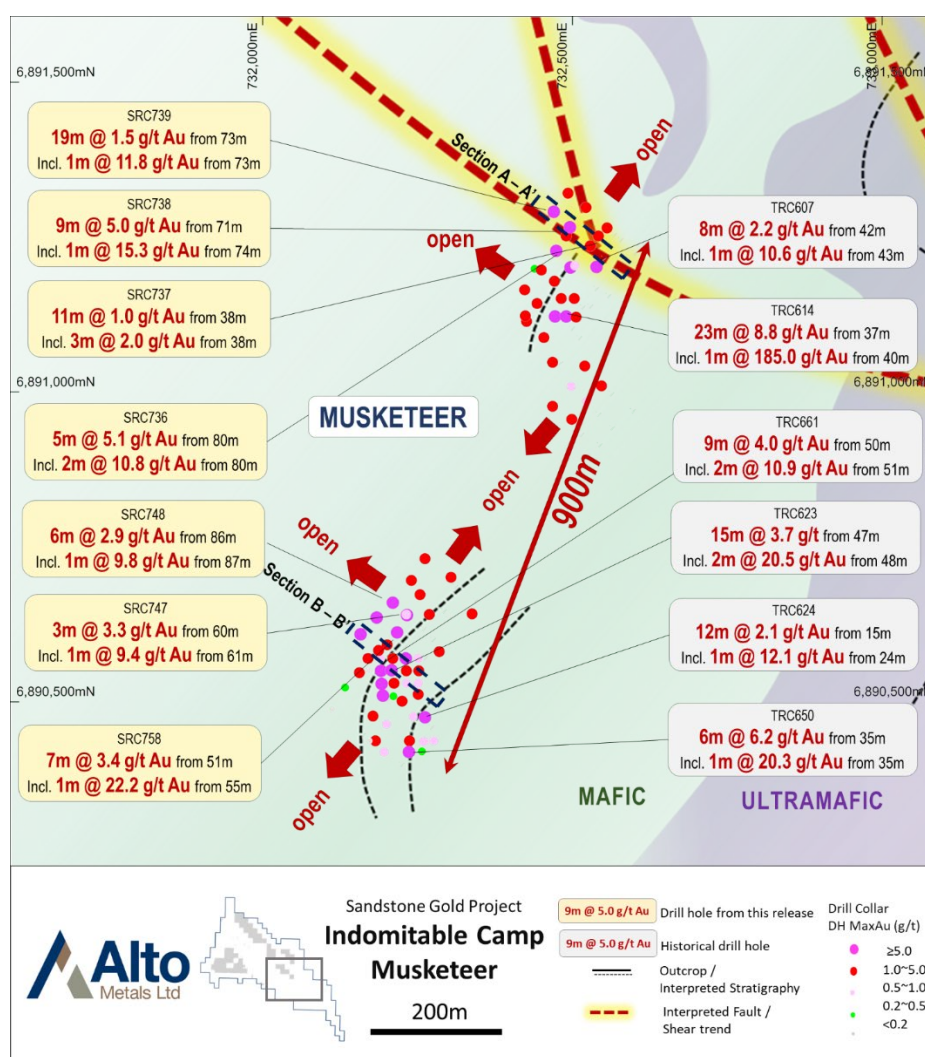 732,000mE
732,500mE
733,000mE
6,891,500mN
6,891,500mN
SRC739
19m @ 1.5 g/t Au from 73m
Incl. 1m @ 11.8 g/t Au from 73m
SRC738
9m @ 5.0 g/t Au from 71m
Incl. 1m @ 15.3 g/t Au from 74m
SRC737
11m @ 1.0 g/t Au from 38m
Incl. 3m @ 2.0 g/t Au from 38m
6,891,000mN
6,891,000mN
SRC736
5m @ 5.1 g/t Au from 80m
Incl. 2m @ 10.8 g/t Au from 80m
SRC748
6m @ 2.9 g/t Au from 86m
Incl. 1m @ 9.8 g/t Au from 87m
SRC747
3m @ 3.3 g/t Au from 60m
Incl. 1m @ 9.4 g/t Au from 61m
6,890,500mN
6,890,500mN
SRC758
7m @ 3.4 g/t Au from 51m
Incl. 1m @ 22.2 g/t Au from 55m
Section A – A'
open
open
MUSKETEER
open
open
Section B – B'
open
900m
TRC607
8m @ 2.2 g/t Au from 42m
Incl. 1m @ 10.6 g/t Au from 43m
TRC614
23m @ 8.8 g/t Au from 37m
Incl. 1m @ 185.0 g/t Au from 40m
TRC661
9m @ 4.0 g/t Au from 50m
Incl. 2m @ 10.9 g/t Au from 51m
TRC623
15m @ 3.7 g/t from 47m
Incl. 2m @ 20.5 g/t Au from 48m
TRC624
12m @ 2.1 g/t Au from 15m
Incl. 1m @ 12.1 g/t Au from 24m
TRC650
6m @ 6.2 g/t Au from 35m
Incl. 1m @ 20.3 g/t Au from 35m
open
MAFIC
ULTRAMAFIC
Alto
Metals Ltd
Sandstone Gold Project
Indomitable Camp
Musketeer
200m
9m @ 5.0 g/t Au
Drill hole from this release
9m @ 5.0 g/t Au
Historical drill hole
Outcrop /
Interpreted Stratigraphy
Interpreted Fault /
Shear trend
Drill Collar
DH MaxAu (g/t)
≥5.0
1.0~5.0
0.5~1.0
0.2~0.5
<0.2